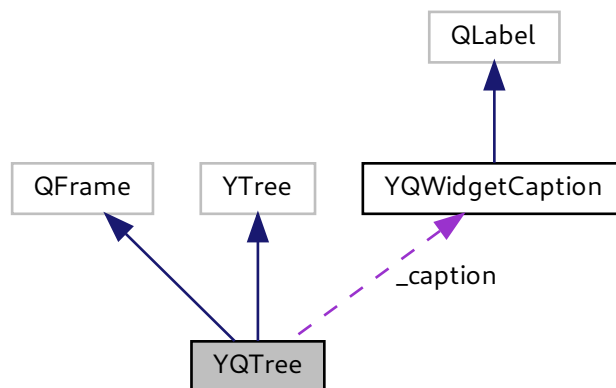 QLabel
QFrame
YTree
YQWidgetCaption
_caption
YQTree